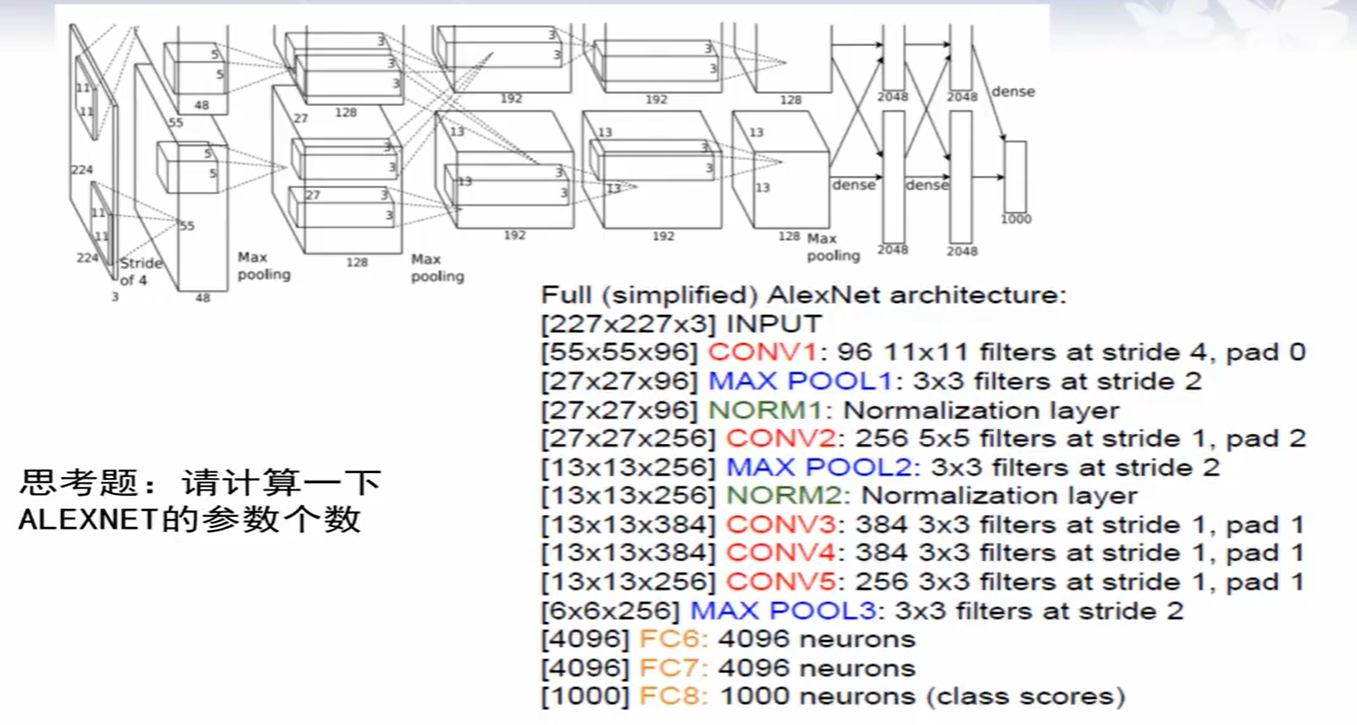 5
5
48
55
11
11
224
11
11
224
3
Stride
of 4
55
5
5
48
Max
pooling
3
3
3
128
27
27
3
3
3
3
128
Max
pooling
3
3
192
13
13
3
3
192
3
3
192
13
13
3
3
192
128
13
13
128
Max
pooling
2048
2048
dense
dense
dense
2048
2048
1000
Full (simplified) AlexNet architecture:
[227x227x3] INPUT
[55x55x96] CONV1: 96 11x11 filters at stride 4, pad 0
[27x27x96] MAX POOL1: 3x3 filters at stride 2
[27x27x96] NORM1: Normalization layer
[27x27x256] CONV2: 256 5x5 filters at stride 1, pad 2
[13x13x256] MAX POOL2: 3x3 filters at stride 2
[13x13x256] NORM2: Normalization layer
[13x13x384] CONV3: 384 3x3 filters at stride 1, pad 1
[13x13x384] CONV4: 384 3x3 filters at stride 1, pad 1
[13x13x256] CONV5: 256 3x3 filters at stride 1, pad 1
[6x6x256] MAX POOL3: 3x3 filters at stride 2
[4096] FC6: 4096 neurons
[4096] FC7: 4096 neurons
[1000] FC8: 1000 neurons (class scores)
思考题：请计算一下
ALEXNET的参数个数